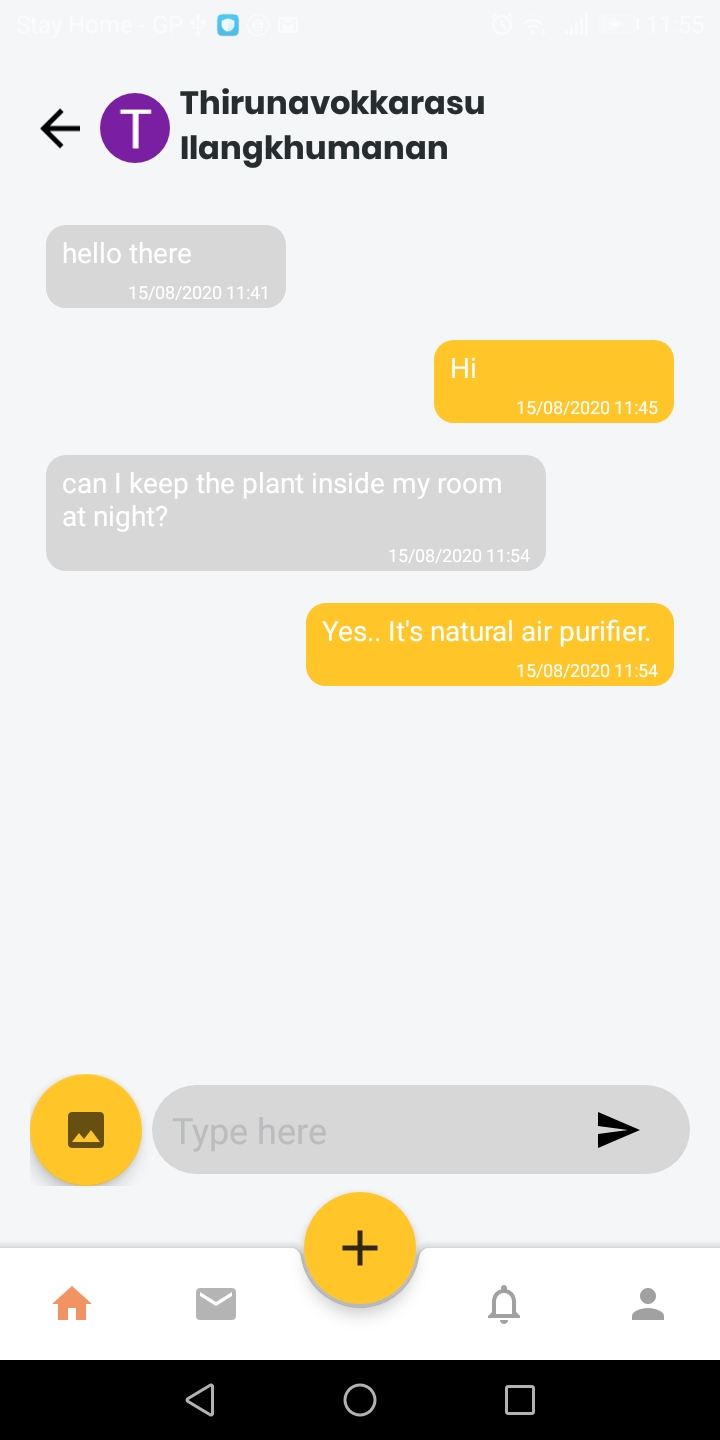 Stay Home - GP
11:55
T
Thirunavokkarasu
Ilangkhumanan
hello there
15/08/2020 11:41
Hi
15/08/2020 11:45
can I keep the plant inside my room
at night?
15/08/2020 11:54
Yes.. It's natural air purifier.
15/08/2020 11:54
Type here